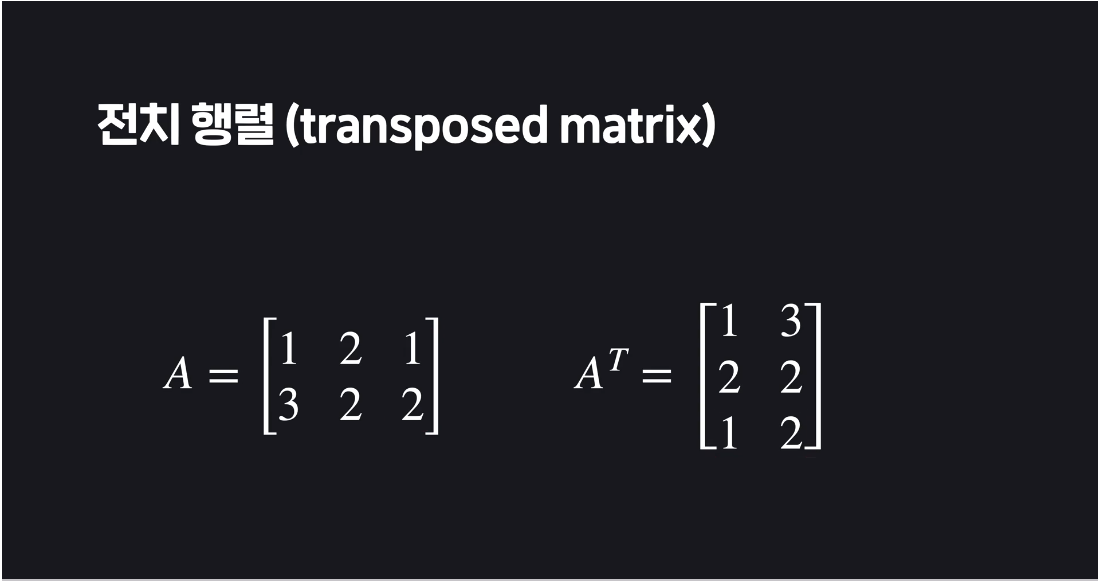 전치 행렬 (transposed matrix)
A = [1 2 1
3 2 2]
A^T = [1 3
2 2
1 2]